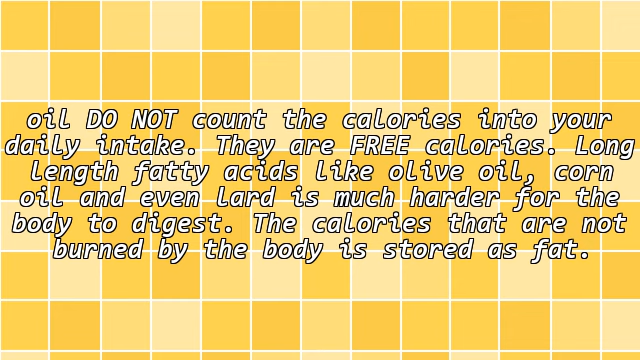 oil DO NOT count the calories into your
daily intake. They are FREE calories. Long
length fatty acids like olive oil, corn
oil and even lard is much harder for the
body to digest. The calories that are not
burned by the body is stored as fat.